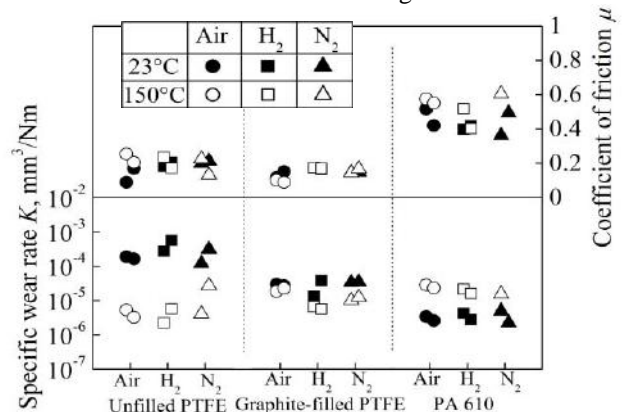 Air H₂ N₂
23°C
150°C
1
0.8
0.6
0.4
0.2
0
Coefficient of friction μ
Specific wear rate K, mm³/Nm
10⁻²
10⁻³
10⁻⁴
10⁻⁵
10⁻⁶
10⁻⁷
Air H₂ N₂ Air H₂ N₂ Air H₂ N₂
Unfilled PTFE Graphite-filled PTFE PA 610